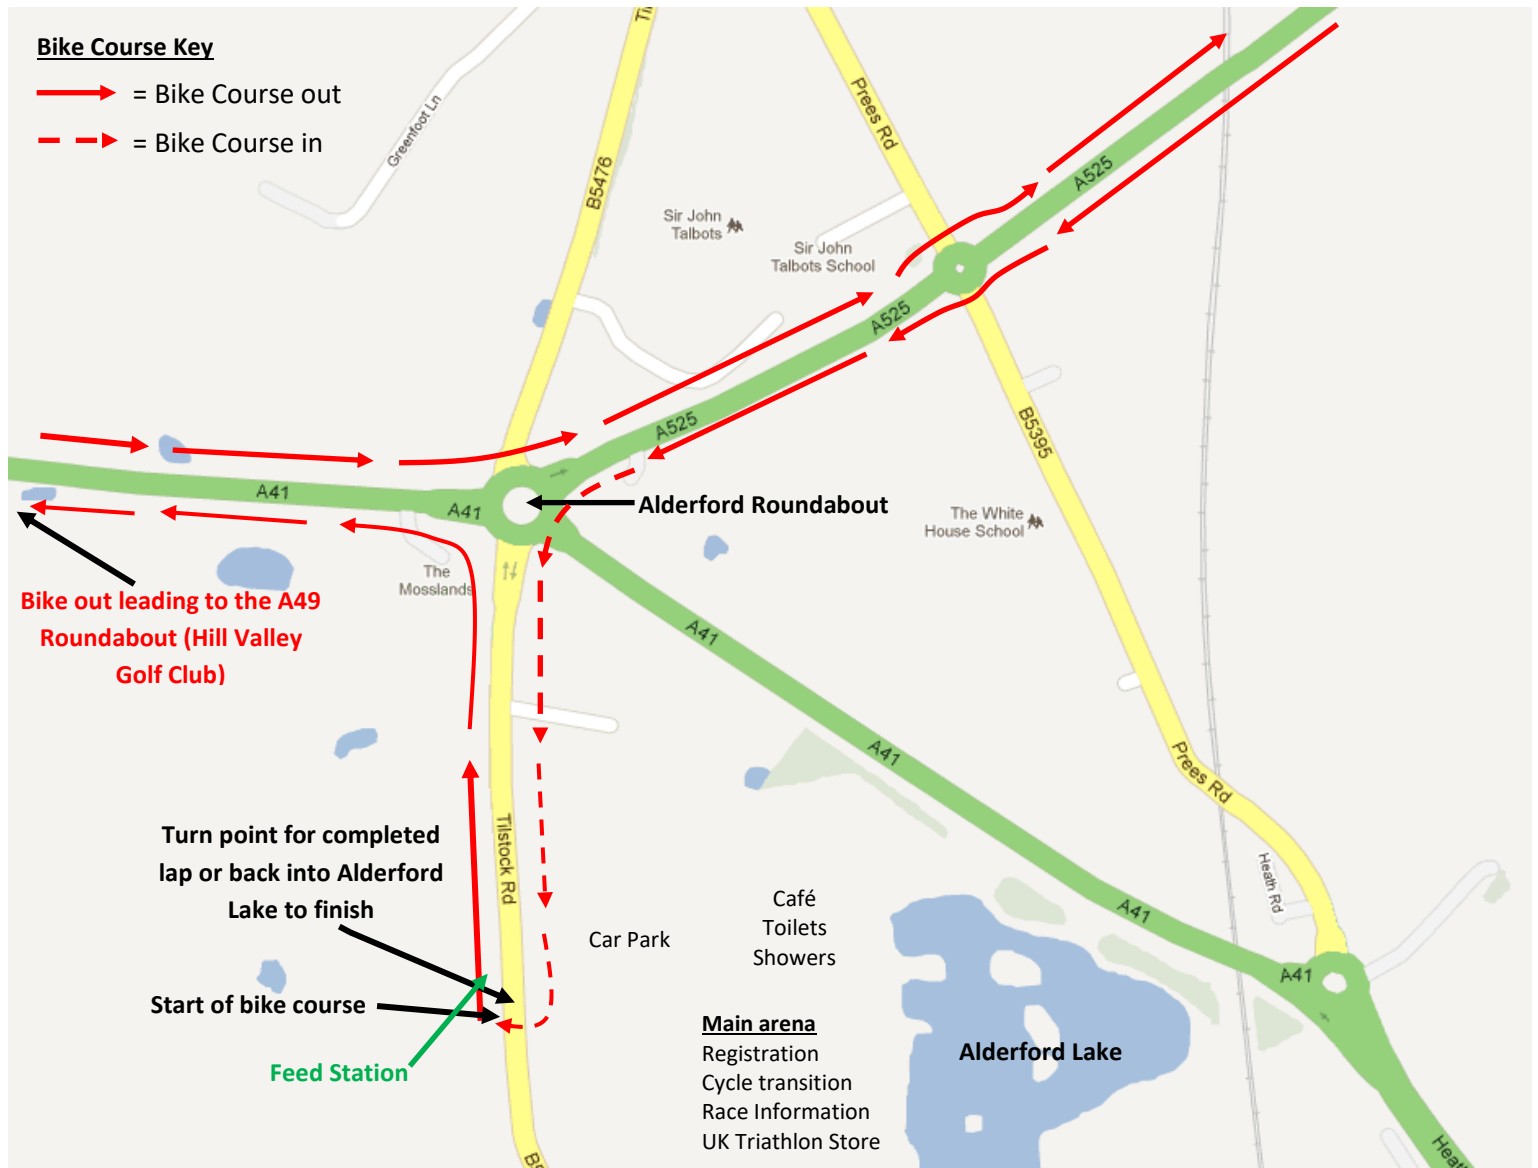 Bike Course Key
= Bike Course out
= Bike Course in
Greenfoot Ln
B5476
Prees Rd
A525
Sir John
Talbots
Sir John
Talbots School
A525
A525
B5395
A41
A41
Alderford Roundabout
The White
House School
The
Mosslands
Bike out leading to the A49
Roundabout (Hill Valley
Golf Club)
A41
A41
Prees Rd
Tilstock Rd
Turn point for completed
lap or back into Alderford
Lake to finish
Heath Rd
Café
Toilets
Showers
Car Park
A41
A41
Start of bike course
Feed Station
Main arena
Registration
Cycle transition
Race Information
UK Triathlon Store
Alderford Lake